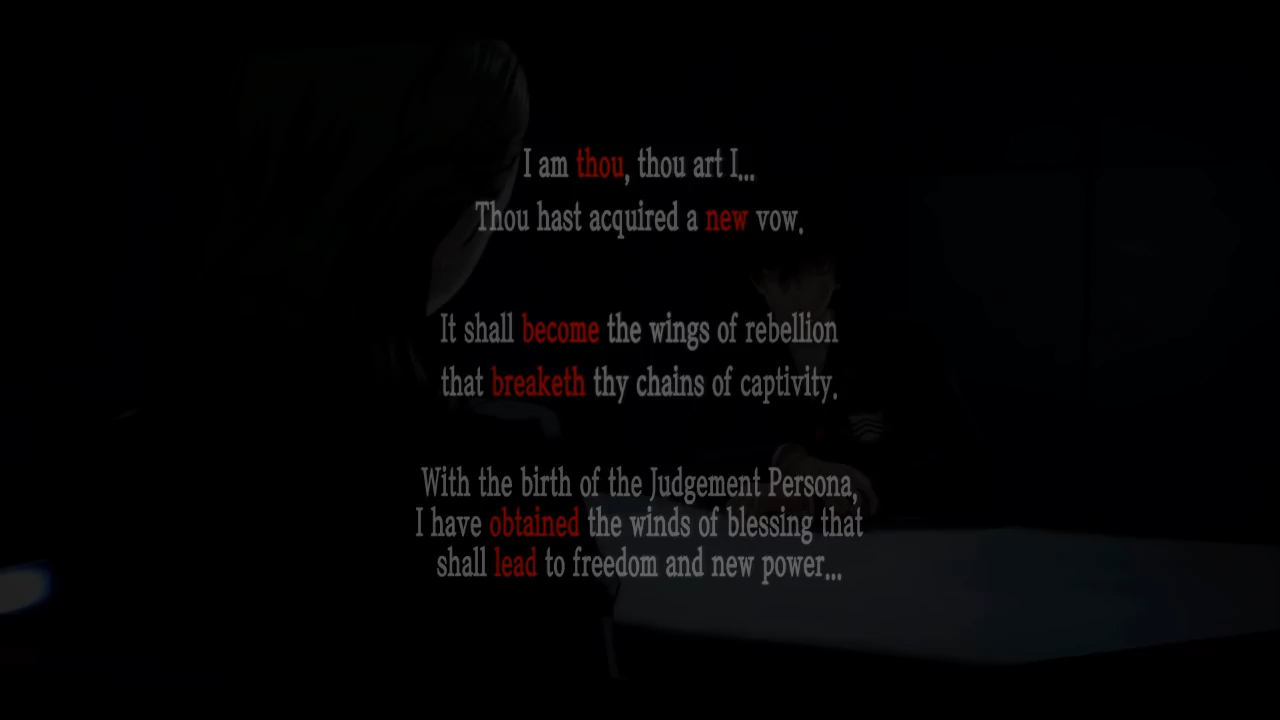 I am thou, thou art I...
Thou hast acquired a new vow.
It shall become the wings of rebellion
that breaketh thy chains of captivity.
With the birth of the Judgement Persona,
I have obtained the winds of blessing that
shall lead to freedom and new power...